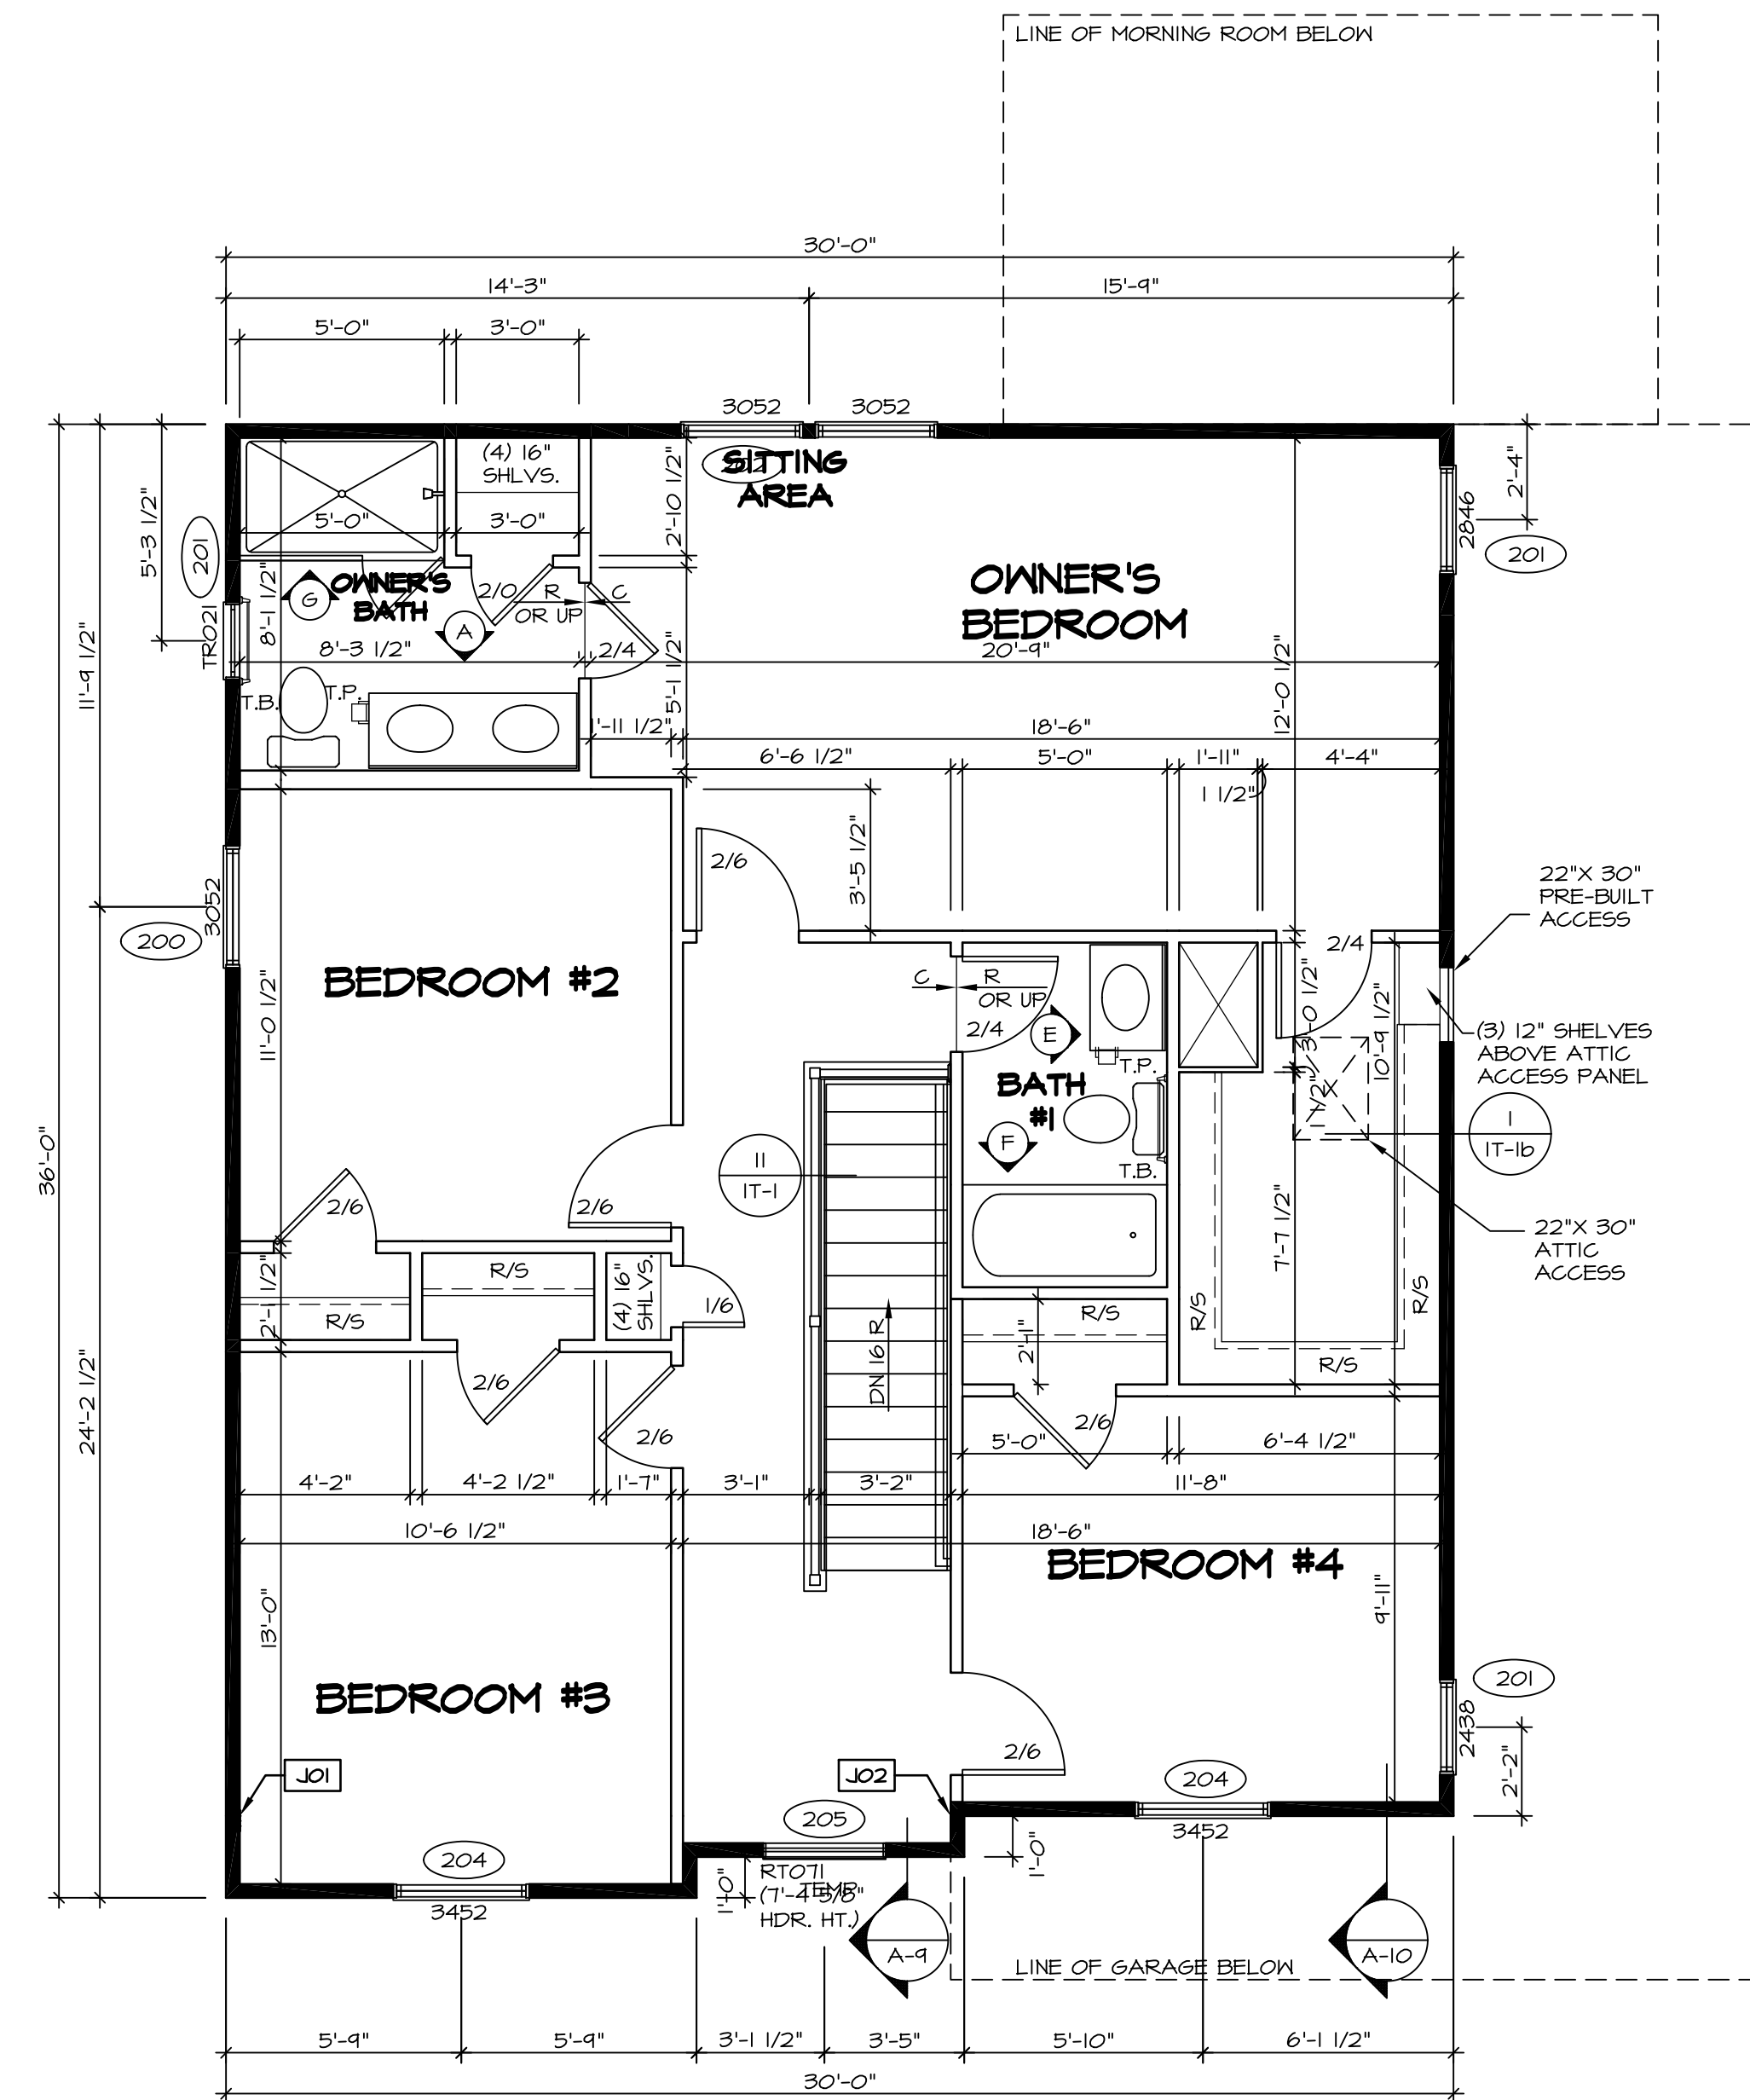 LINE OF MORNING ROOM BELOW
30'-0"
14'-3"
15'-9"
5'-0"
3'-0"
3052
3052
(4) 16"
SHLVS.
202
SITTING
AREA
2'-10 1/2"
2'-4"
2846
201
5'-3 1/2"
201
5'-0"
3'-0"
OWNER'S
BATH
G
A
8'-1 1/2"
2/0
R
C
OR UP
OWNER'S
BEDROOM
TR021
8'-3 1/2"
2/4
20'-9"
5'-1 1/2"
12'-0 1/2"
11'-9 1/2"
T.B.
T.P.
1'-11 1/2"
18'-6"
6'-6 1/2"
5'-0"
1'-11"
4'-4"
1 1/2"
2/6
3'-5 1/2"
22"X 30"
PRE-BUILT
ACCESS
3052
200
2/4
BEDROOM #2
C
R
OR UP
2/4
E
3'-0 1/2"
10'-9 1/2"
11'-0 1/2"
(3) 12" SHELVES
ABOVE ATTIC
ACCESS PANEL
T.P.
BATH
#1
1 1/2"
F
T.B.
1
1T-1b
11
1T-1
36'-0"
2/6
2/6
7'-7 1/2"
22"X 30"
ATTIC
ACCESS
2'-1 1/2"
R/S
R/S
(4) 16"
SHLVS.
1/6
R/S
R/S
R/S
R/S
2'-1"
DN 16 R
24'-2 1/2"
2/6
2/6
2/6
5'-0"
6'-4 1/2"
4'-2"
4'-2 1/2"
1'-7"
3'-1"
3'-2"
11'-8"
10'-6 1/2"
18'-6"
BEDROOM #4
13'-0"
9'-11"
BEDROOM #3
201
2438
2'-2"
2/6
J01
J02
204
205
3452
1'-0"
204
3452
1'-0"
RT071
TEMP
(7'-4 5/8"
HDR. HT.)
A-9
A-10
LINE OF GARAGE BELOW
5'-9"
5'-9"
3'-1 1/2"
3'-5"
5'-10"
6'-1 1/2"
30'-0"